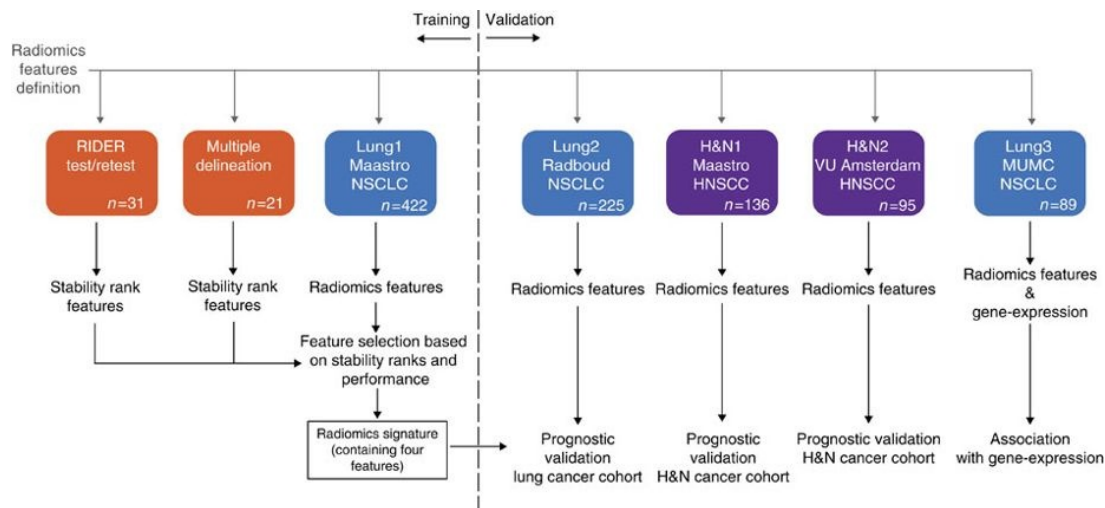 Training
Validation
Radiomics
features
definition
RIDER
test/retest
n=31
Multiple
delineation
n=21
Lung1
Maastro
NSCLC
n=422
Lung2
Radboud
NSCLC
n=225
H&N1
Maastro
HNSCC
n=136
H&N2
VU Amsterdam
HNSCC
n=95
Lung3
MUMC
NSCLC
n=89
Stability rank
features
Stability rank
features
Radiomics features
Radiomics features
Radiomics features
Radiomics features
Radiomics features
&
gene-expression
Feature selection based
on stability ranks and
performance
Radiomics signature
(containing four
features)
Prognostic
validation
lung cancer cohort
Prognostic
validation
H&N cancer cohort
Prognostic validation
H&N cancer cohort
Association
with gene-expression